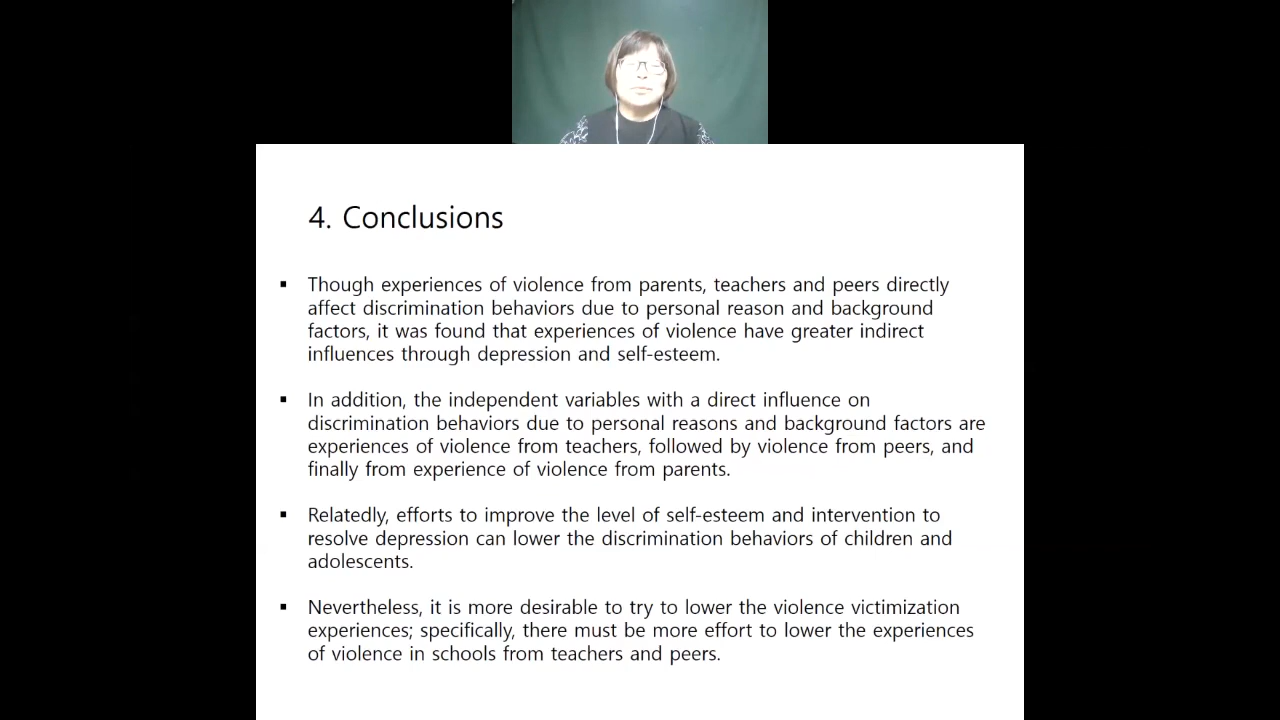 4. Conclusions
▪ Though experiences of violence from parents, teachers and peers directly
affect discrimination behaviors due to personal reason and background
factors, it was found that experiences of violence have greater indirect
influences through depression and self-esteem.
▪ In addition, the independent variables with a direct influence on
discrimination behaviors due to personal reasons and background factors are
experiences of violence from teachers, followed by violence from peers, and
finally from experience of violence from parents.
▪ Relatedly, efforts to improve the level of self-esteem and intervention to
resolve depression can lower the discrimination behaviors of children and
adolescents.
▪ Nevertheless, it is more desirable to try to lower the violence victimization
experiences; specifically, there must be more effort to lower the experiences
of violence in schools from teachers and peers.